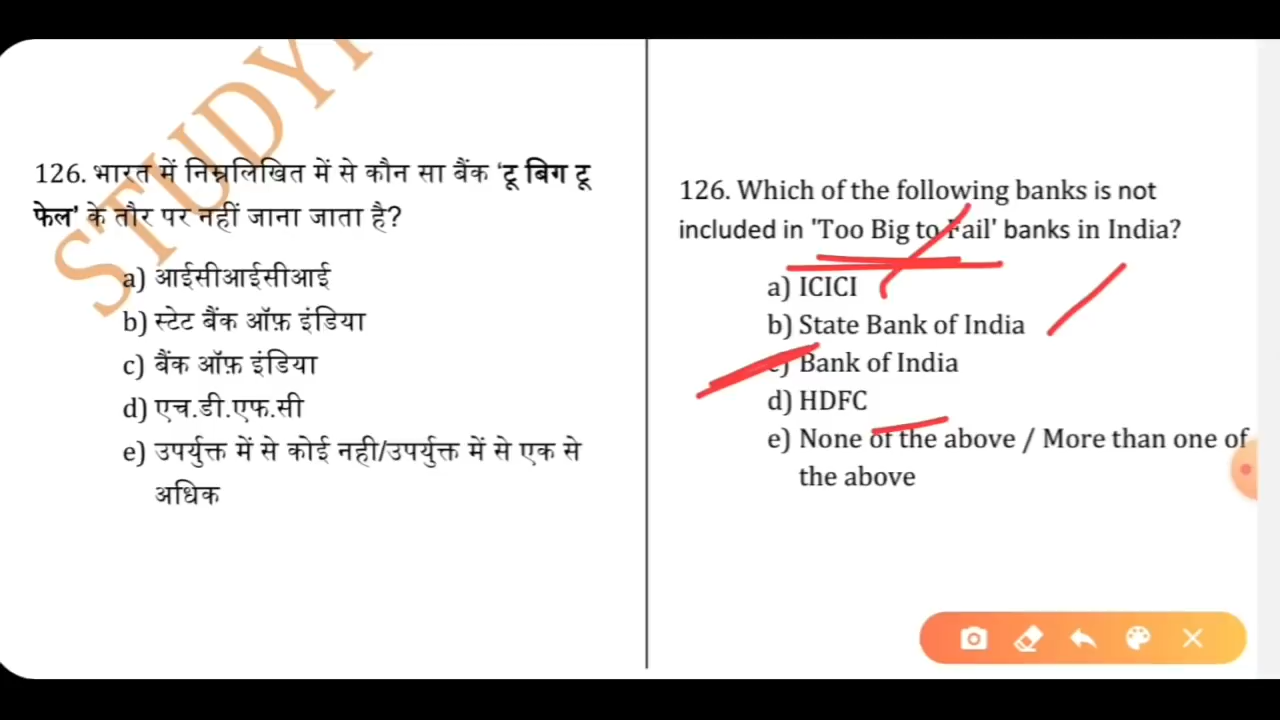 STUDY
126. भारत में निम्नलिखित में से कौन सा बैंक 'टू बिग टू
फेल' के तौर पर नहीं जाना जाता है?
a) आईसीआईसीआई
b) स्टेट बैंक ऑफ़ इंडिया
c) बैंक ऑफ़ इंडिया
d) एच.डी.एफ.सी
e) उपर्युक्त में से कोई नही/उपर्युक्त में से एक से
अधिक
126. Which of the following banks is not
included in 'Too Big to Fail' banks in India?
a) ICICI
b) State Bank of India
c) Bank of India
d) HDFC
e) None of the above / More than one of
the above